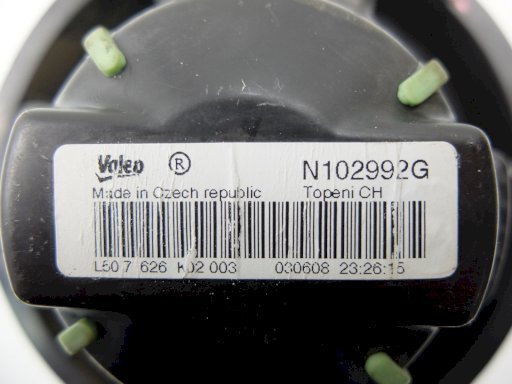 Valeo ® N102992G
Made in Czech republic Topeni CH
L50 7 626 K02 003 030608 23:26:15